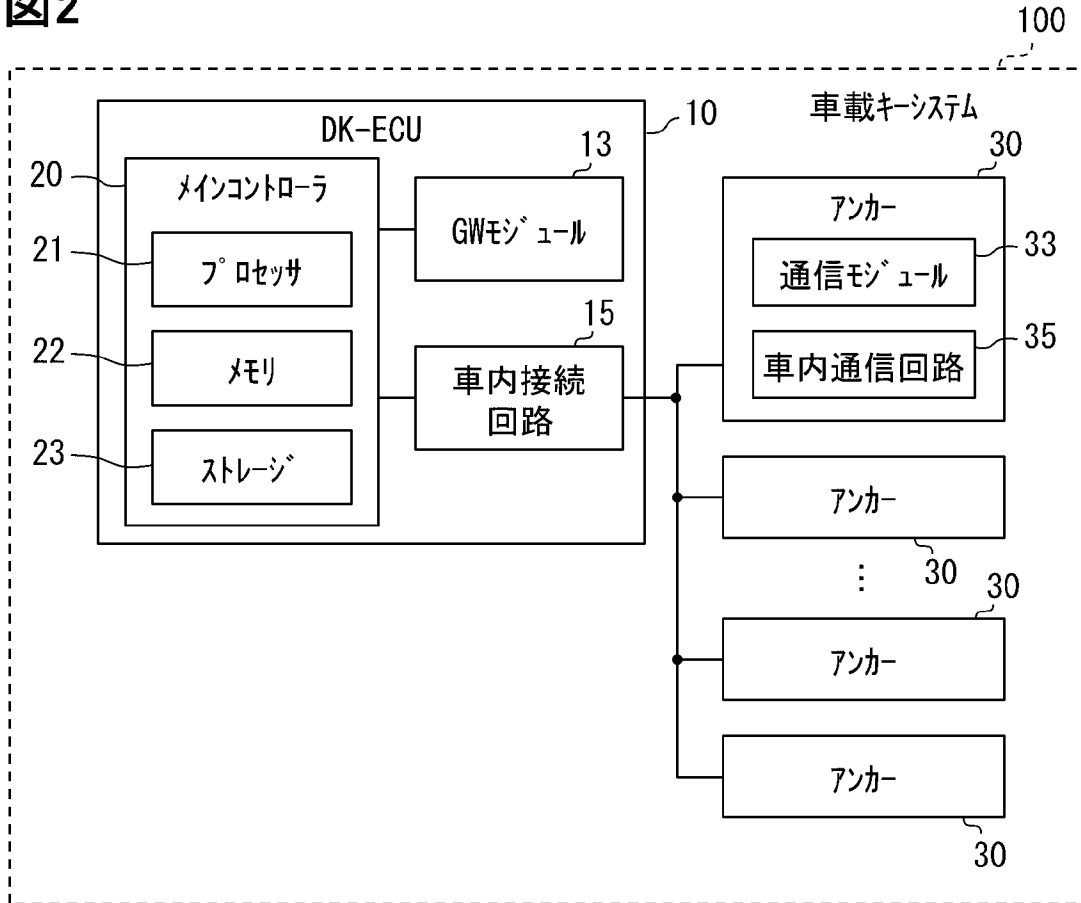 図2
100
車載キーシステム
DK-ECU
10
20
メインコントローラ
21
プロセッサ
22
メモリ
23
ストレージ
13
GWモジュール
15
車内接続
回路
30
アンカー
33
通信モジュール
35
車内通信回路
アンカー
30
⋮
30
アンカー
アンカー
30